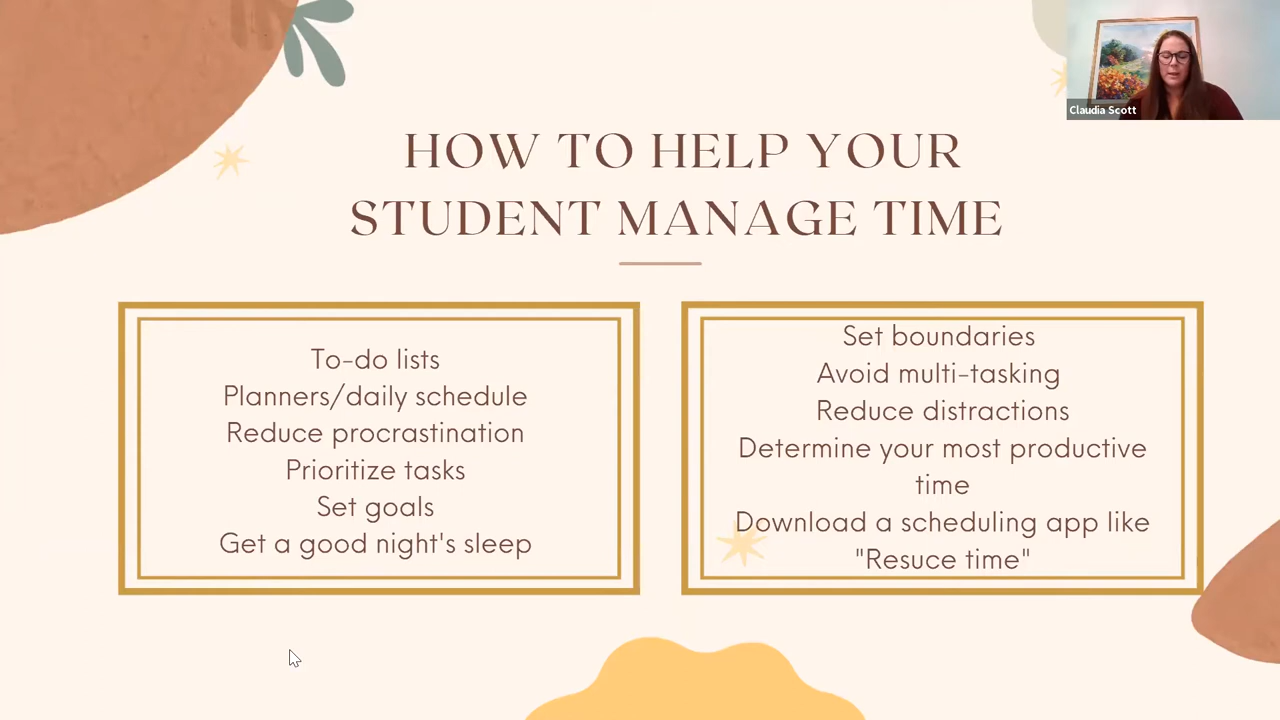 Claudia Scott
HOW TO HELP YOUR
STUDENT MANAGE TIME
To-do lists
Planners/daily schedule
Reduce procrastination
Prioritize tasks
Set goals
Get a good night's sleep
Set boundaries
Avoid multi-tasking
Reduce distractions
Determine your most productive
time
Download a scheduling app like
"Resuce time"